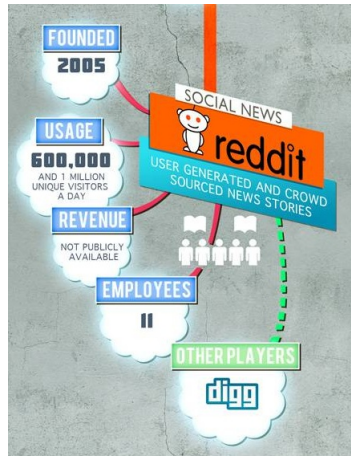 FOUNDED
2005
SOCIAL NEWS
reddit
USER GENERATED AND CROWD
SOURCED NEWS STORIES
USAGE
600,000
AND 1 MILLION
UNIQUE VISITORS
A DAY
REVENUE
NOT PUBLICLY
AVAILABLE
EMPLOYEES
11
OTHER PLAYERS
digg